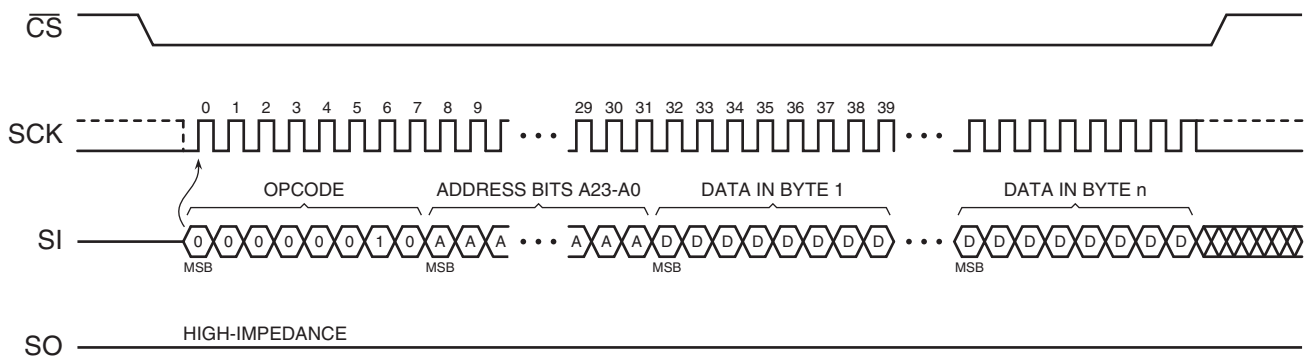 C̅S̅
0 1 2 3 4 5 6 7 8 9 29 30 31 32 33 34 35 36 37 38 39
SCK
OPCODE ADDRESS BITS A23-A0 DATA IN BYTE 1 DATA IN BYTE n
SI 0 0 0 0 0 0 1 0 A A A • • • A A A D D D D D D D D • • • D D D D D D D D
MSB MSB MSB MSB
HIGH-IMPEDANCE
SO